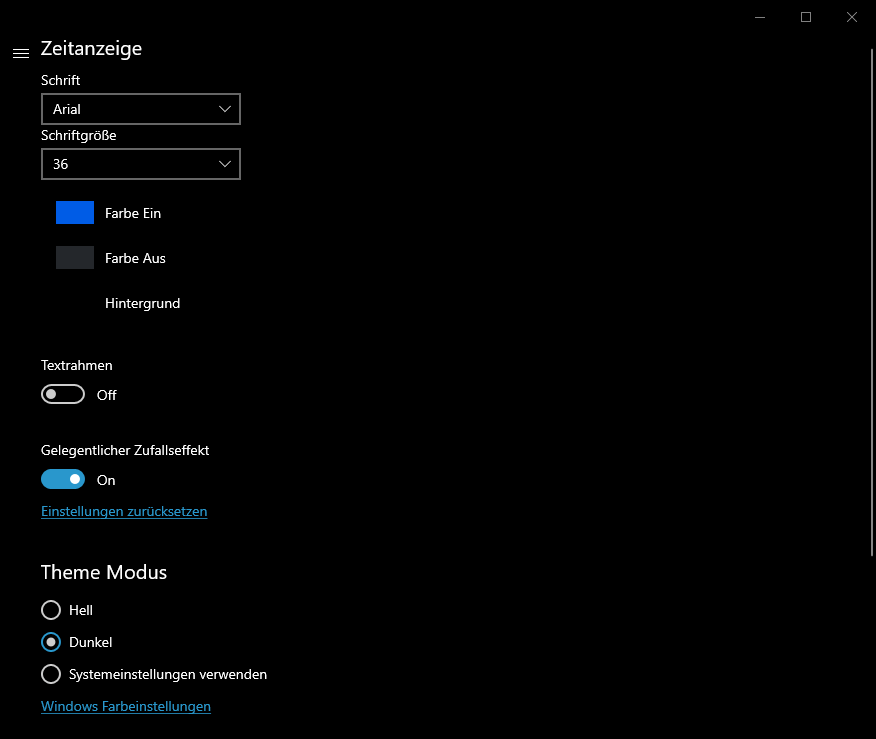 Zeitanzeige
Schrift
Arial
Schriftgröße
36
Farbe Ein
Farbe Aus
Hintergrund
Textrahmen
Off
Gelegentlicher Zufallseffekt
On
Einstellungen zurücksetzen
Theme Modus
Hell
Dunkel
Systemeinstellungen verwenden
Windows Farbeinstellungen